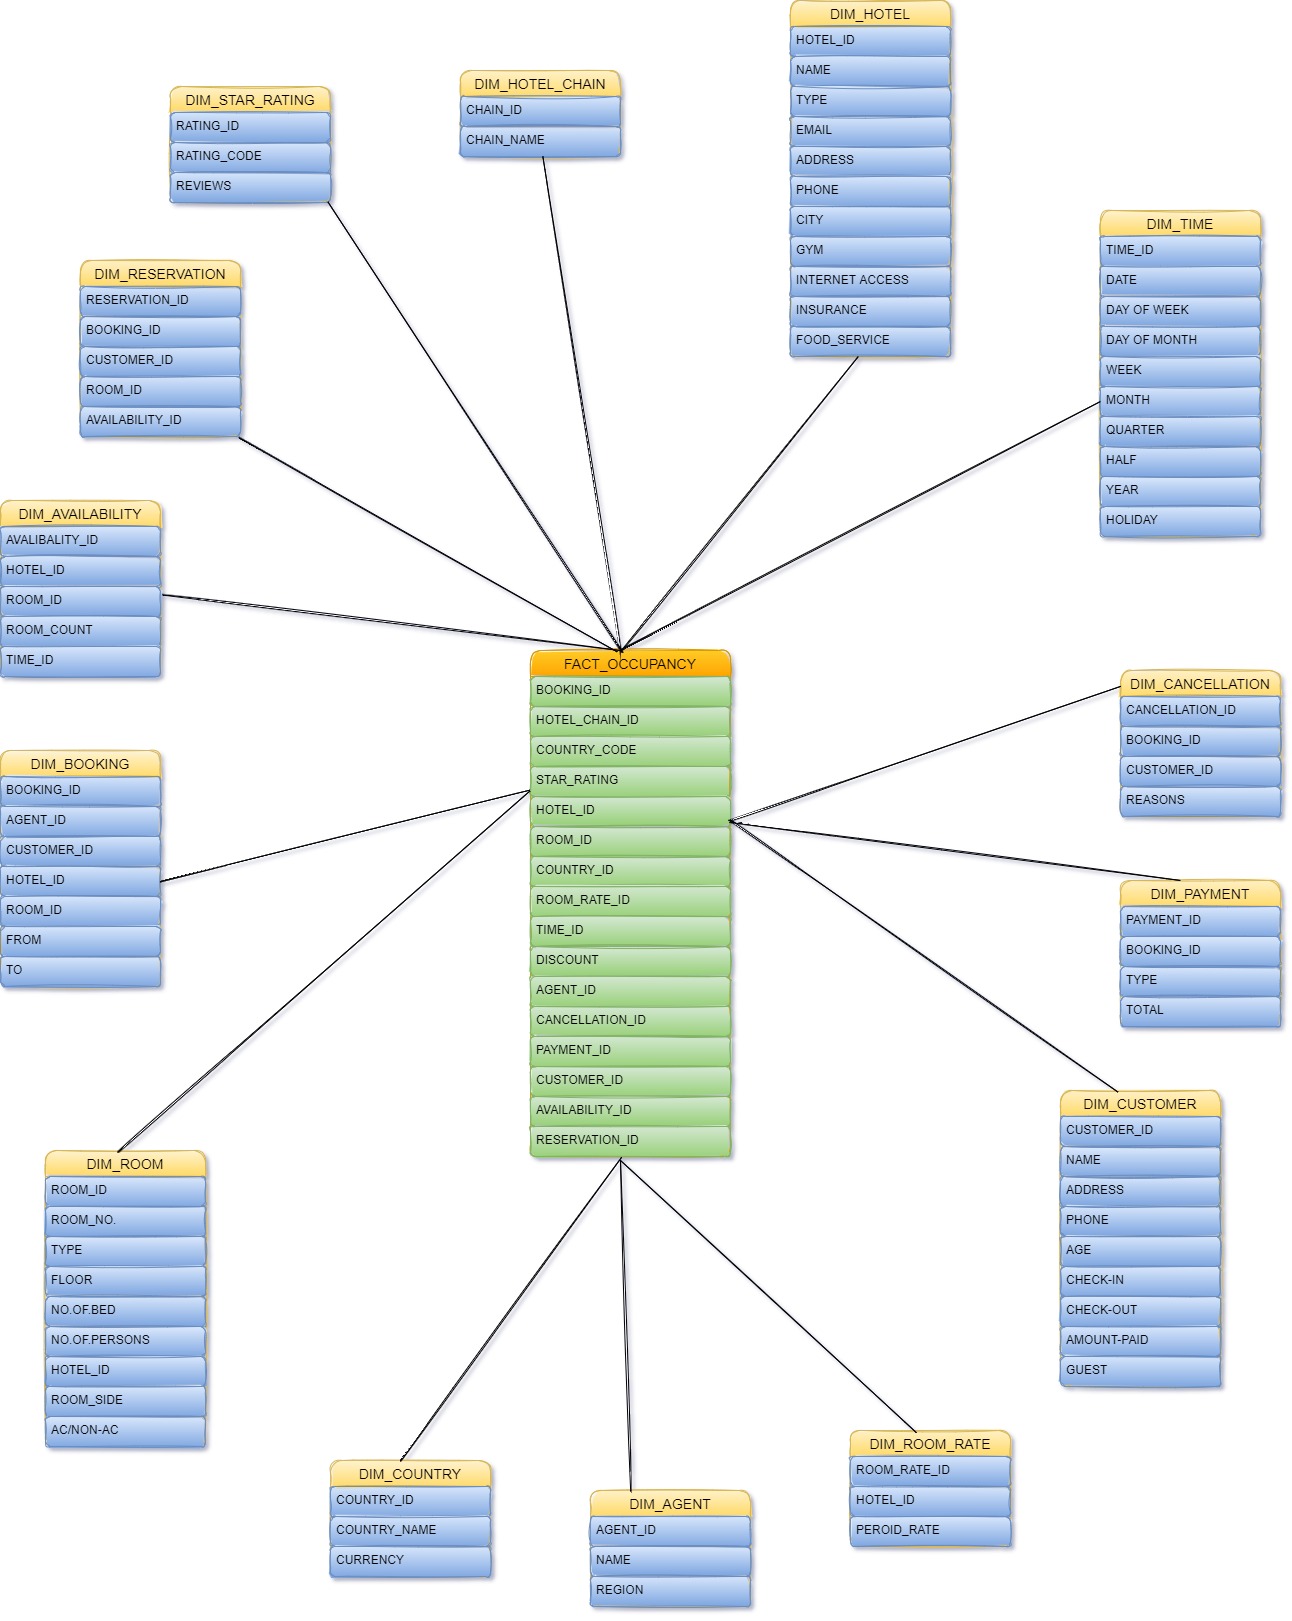 DIM_HOTEL
HOTEL_ID
NAME
TYPE
EMAIL
ADDRESS
PHONE
CITY
GYM
INTERNET ACCESS
INSURANCE
FOOD_SERVICE
DIM_HOTEL_CHAIN
CHAIN_ID
CHAIN_NAME
DIM_STAR_RATING
RATING_ID
RATING_CODE
REVIEWS
DIM_TIME
TIME_ID
DATE
DAY OF WEEK
DAY OF MONTH
WEEK
MONTH
QUARTER
HALF
YEAR
HOLIDAY
DIM_RESERVATION
RESERVATION_ID
BOOKING_ID
CUSTOMER_ID
ROOM_ID
AVAILABILITY_ID
DIM_AVAILABILITY
AVALIBALITY_ID
HOTEL_ID
ROOM_ID
ROOM_COUNT
TIME_ID
FACT_OCCUPANCY
BOOKING_ID
HOTEL_CHAIN_ID
COUNTRY_CODE
STAR_RATING
HOTEL_ID
ROOM_ID
COUNTRY_ID
ROOM_RATE_ID
TIME_ID
DISCOUNT
AGENT_ID
CANCELLATION_ID
PAYMENT_ID
CUSTOMER_ID
AVAILABILITY_ID
RESERVATION_ID
DIM_CANCELLATION
CANCELLATION_ID
BOOKING_ID
CUSTOMER_ID
REASONS
DIM_BOOKING
BOOKING_ID
AGENT_ID
CUSTOMER_ID
HOTEL_ID
ROOM_ID
FROM
TO
DIM_PAYMENT
PAYMENT_ID
BOOKING_ID
TYPE
TOTAL
DIM_CUSTOMER
CUSTOMER_ID
NAME
ADDRESS
PHONE
AGE
CHECK-IN
CHECK-OUT
AMOUNT-PAID
GUEST
DIM_ROOM
ROOM_ID
ROOM_NO.
TYPE
FLOOR
NO.OF.BED
NO.OF.PERSONS
HOTEL_ID
ROOM_SIDE
AC/NON-AC
DIM_COUNTRY
COUNTRY_ID
COUNTRY_NAME
CURRENCY
DIM_AGENT
AGENT_ID
NAME
REGION
DIM_ROOM_RATE
ROOM_RATE_ID
HOTEL_ID
PEROID_RATE